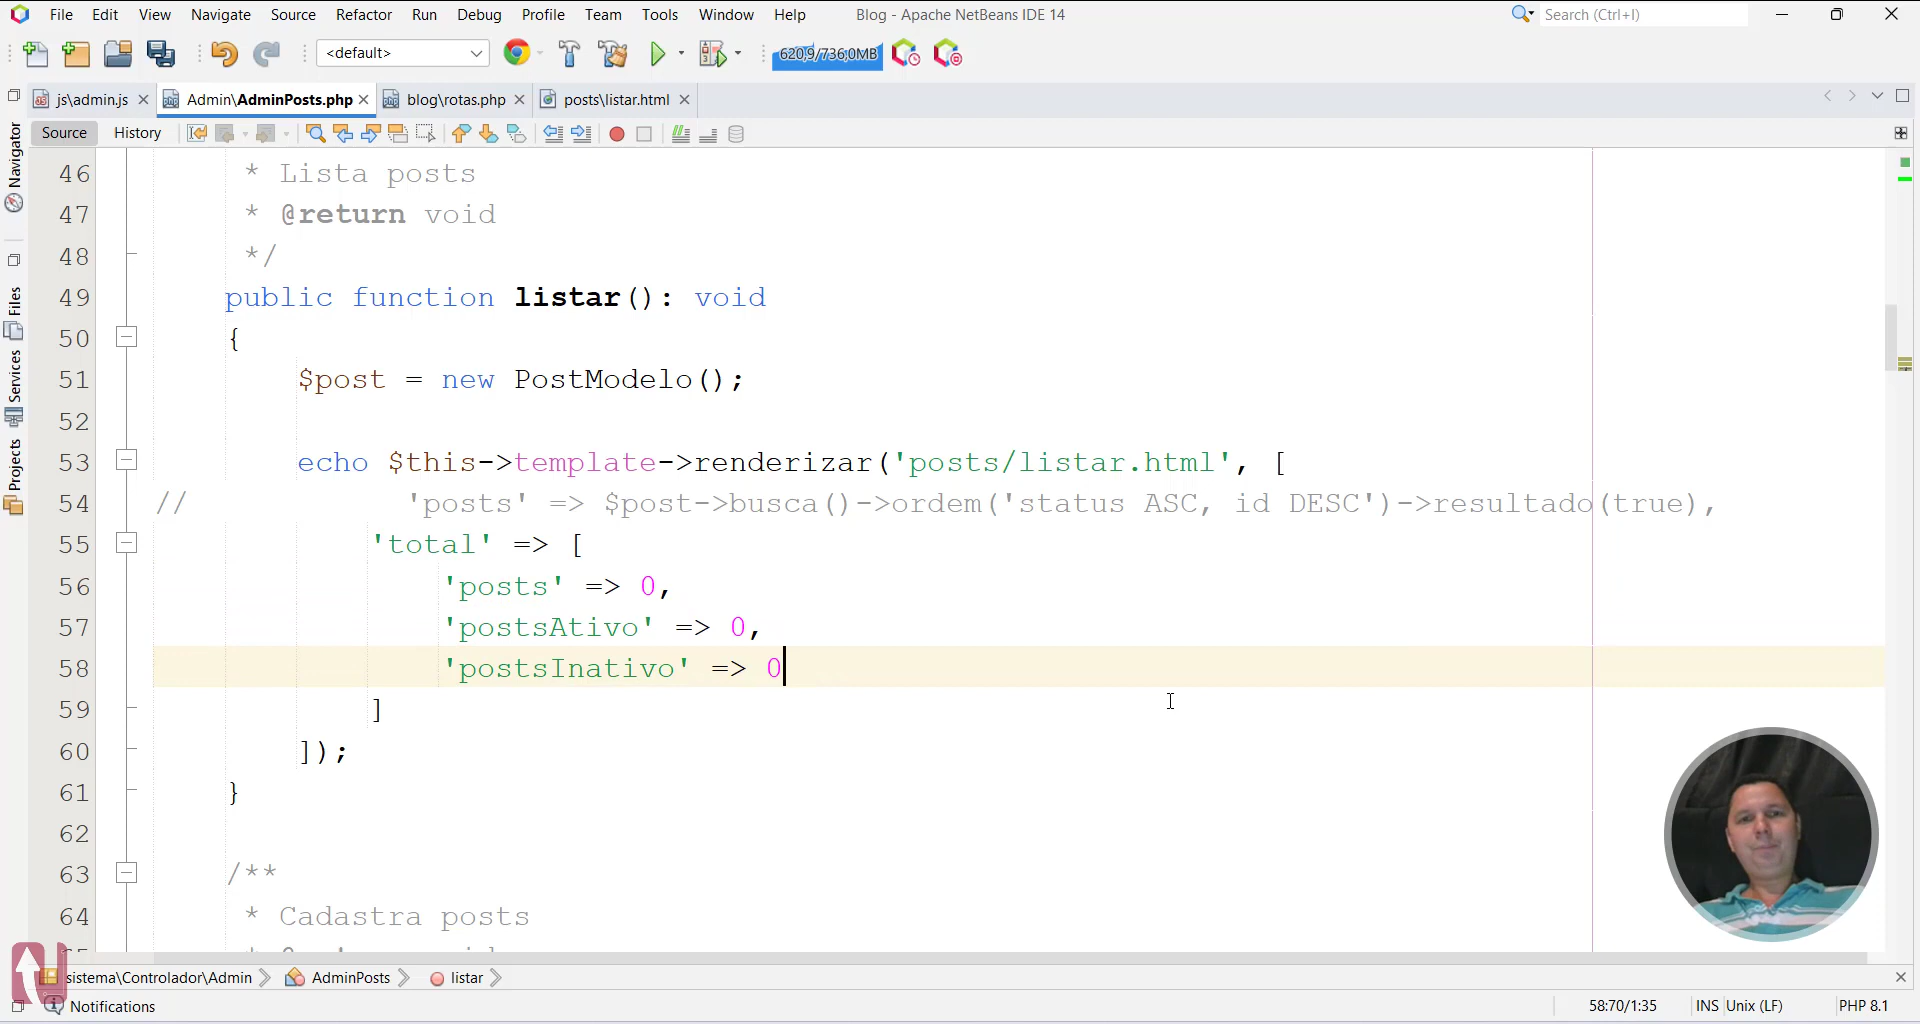 File Edit View Navigate Source Refactor Run Debug Profile Team Tools Window Help Blog - Apache NetBeans IDE 14 Search (Ctrl+I)
<default> 620,9/736,0MB
js\admin.js Admin\AdminPosts.php blog\rotas.php posts\listar.html
Source History
Navigator
Files
Services
Projects
46 * Lista posts
47 * @return void
48 */
49 public function listar(): void
50 {
51 $post = new PostModelo();
52
53 echo $this->template->renderizar('posts/listar.html', [
54 // 'posts' => $post->busca()->ordem('status ASC, id DESC')->resultado(true),
55 'total' => [
56 'posts' => 0,
57 'postsAtivo' => 0,
58 'postsInativo' => 0
59 ]
60 ]);
61 }
62
63 /**
64 * Cadastra posts
sistema\Controlador\Admin AdminPosts listar
Notifications 58:70/1:35 INS Unix (LF) PHP 8.1